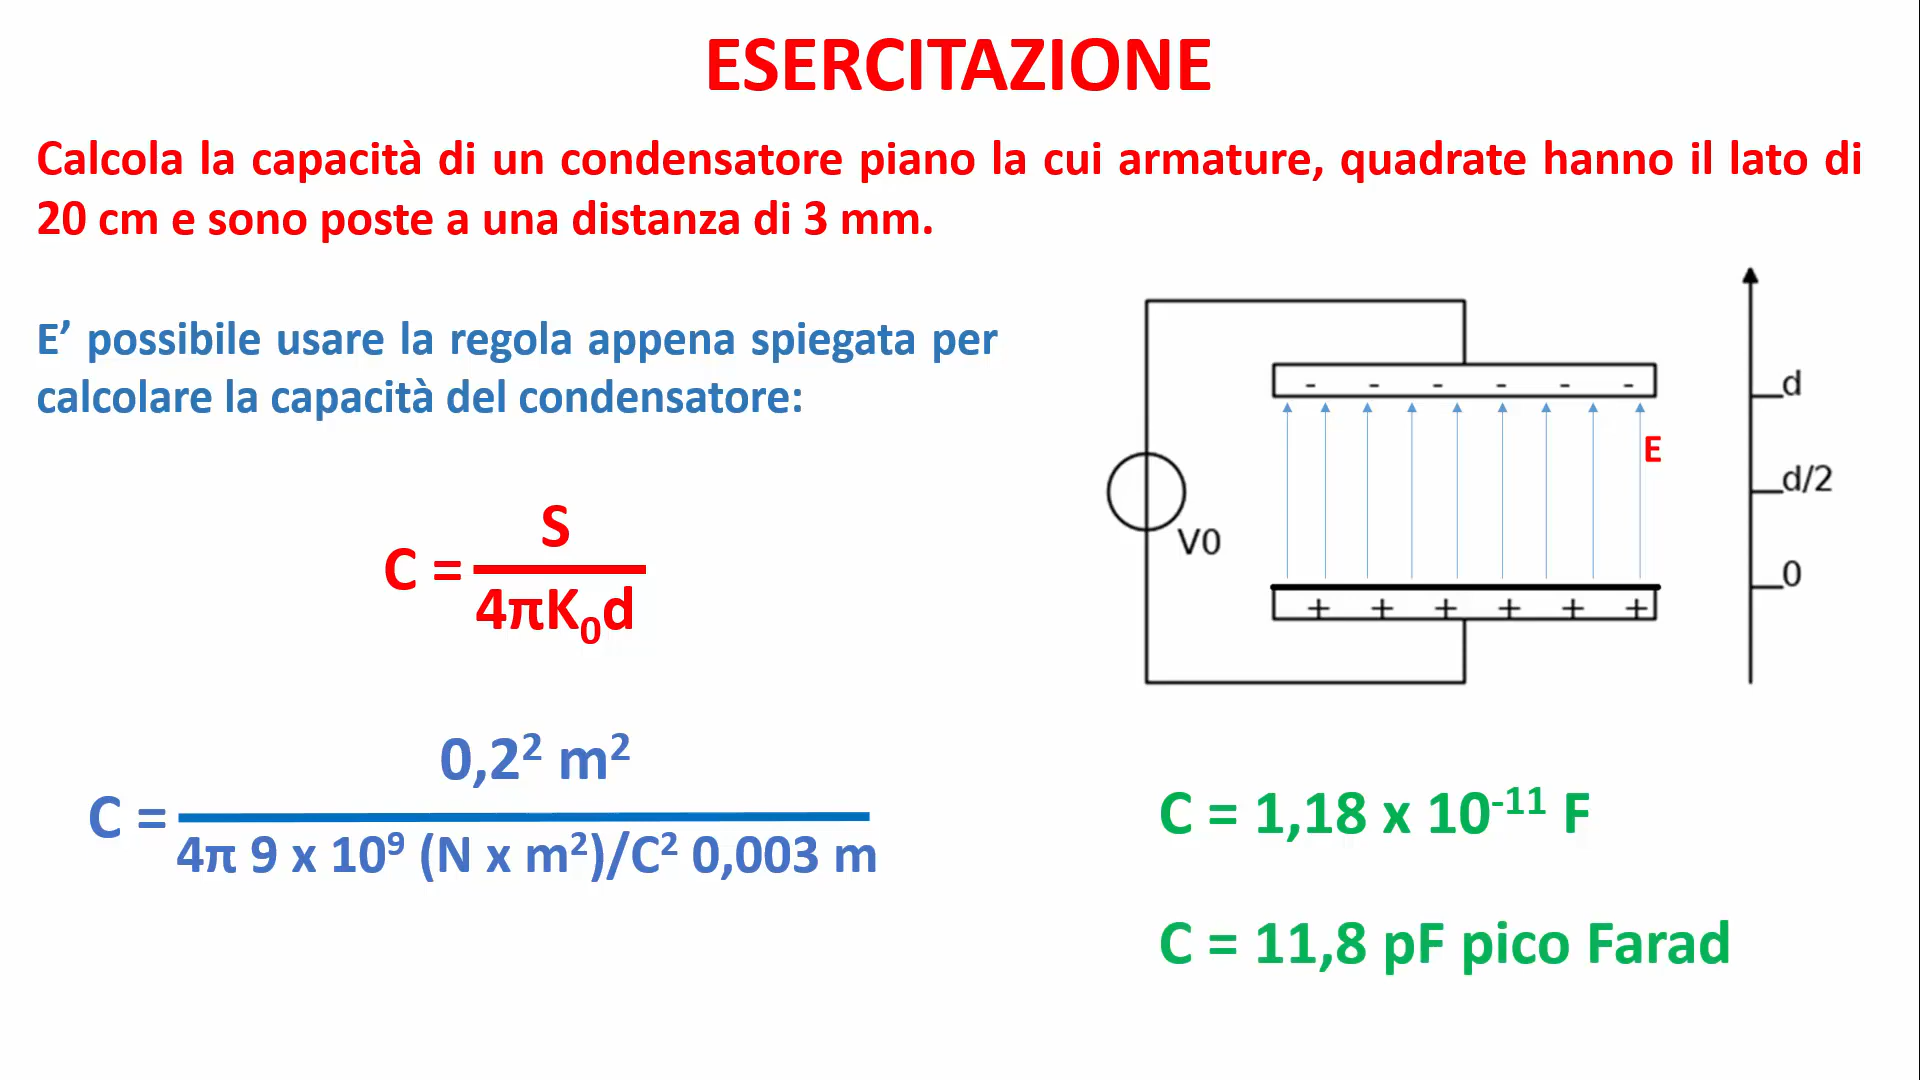 ESERCITAZIONE
Calcola la capacità di un condensatore piano la cui armature, quadrate hanno il lato di
20 cm e sono poste a una distanza di 3 mm.
E’ possibile usare la regola appena spiegata per
calcolare la capacità del condensatore:
C = S
4πK₀d
C = 0,2² m²
4π 9 x 10⁹ (N x m²)/C² 0,003 m
- - - - - -
E
V0
+ + + + + +
d
d/2
0
C = 1,18 x 10⁻¹¹ F
C = 11,8 pF pico Farad